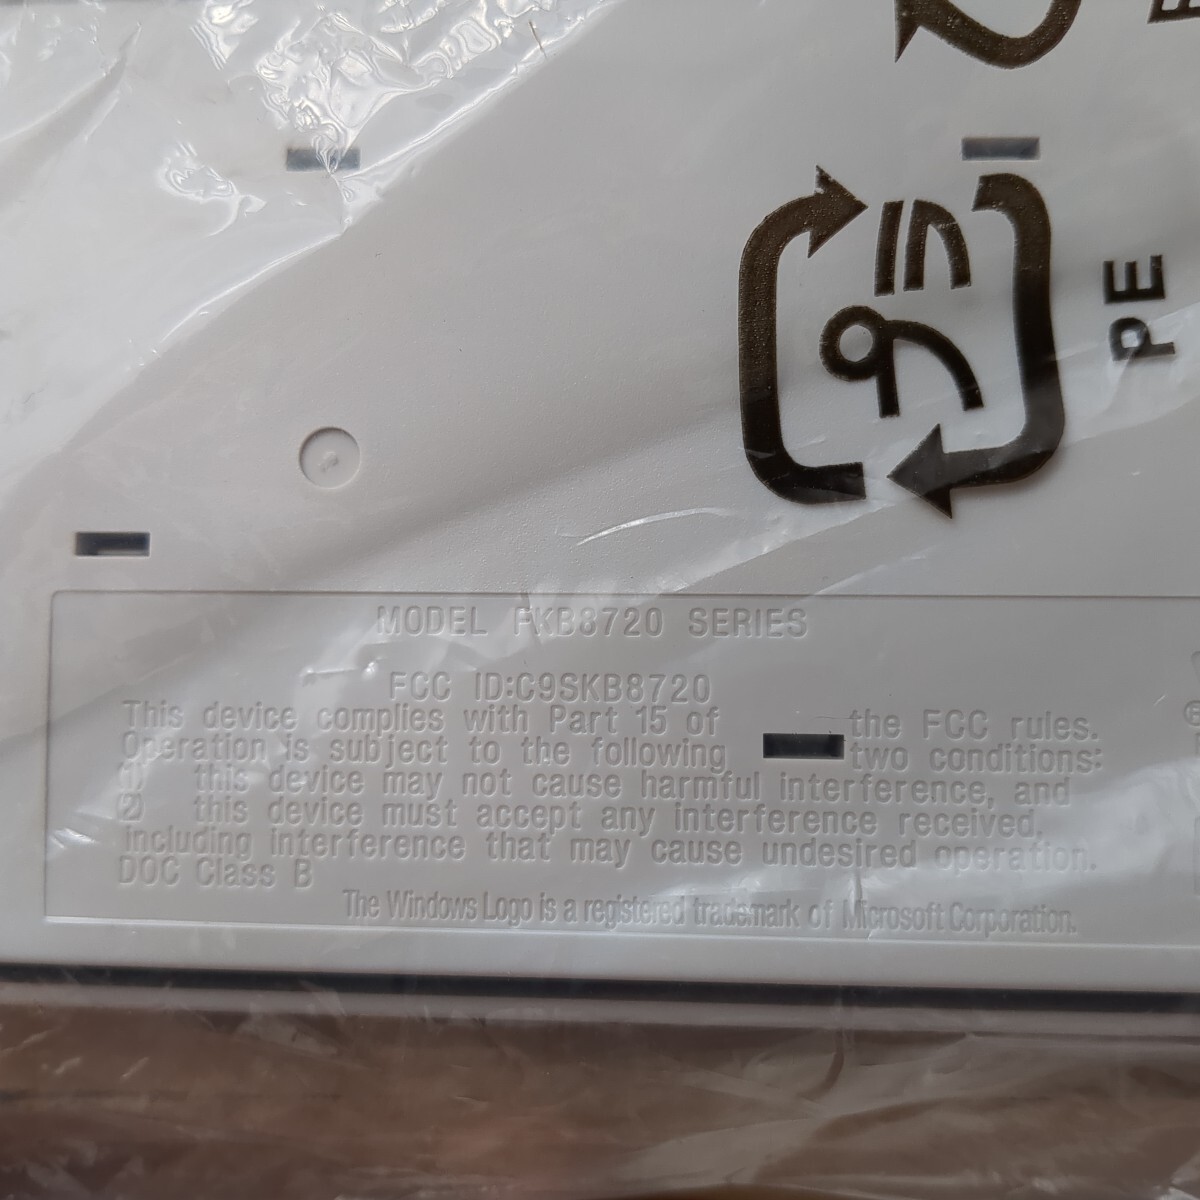 プラ
PE
MODEL FKB8720 SERIES
FCC ID:C9SKB8720
This device complies with Part 15 of the FCC rules.
Operation is subject to the following two conditions:
(1) this device may not cause harmful interference, and
(2) this device must accept any interference received,
including interference that may cause undesired operation.
DOC Class B
The Windows Logo is a registered trademark of Microsoft Corporation.